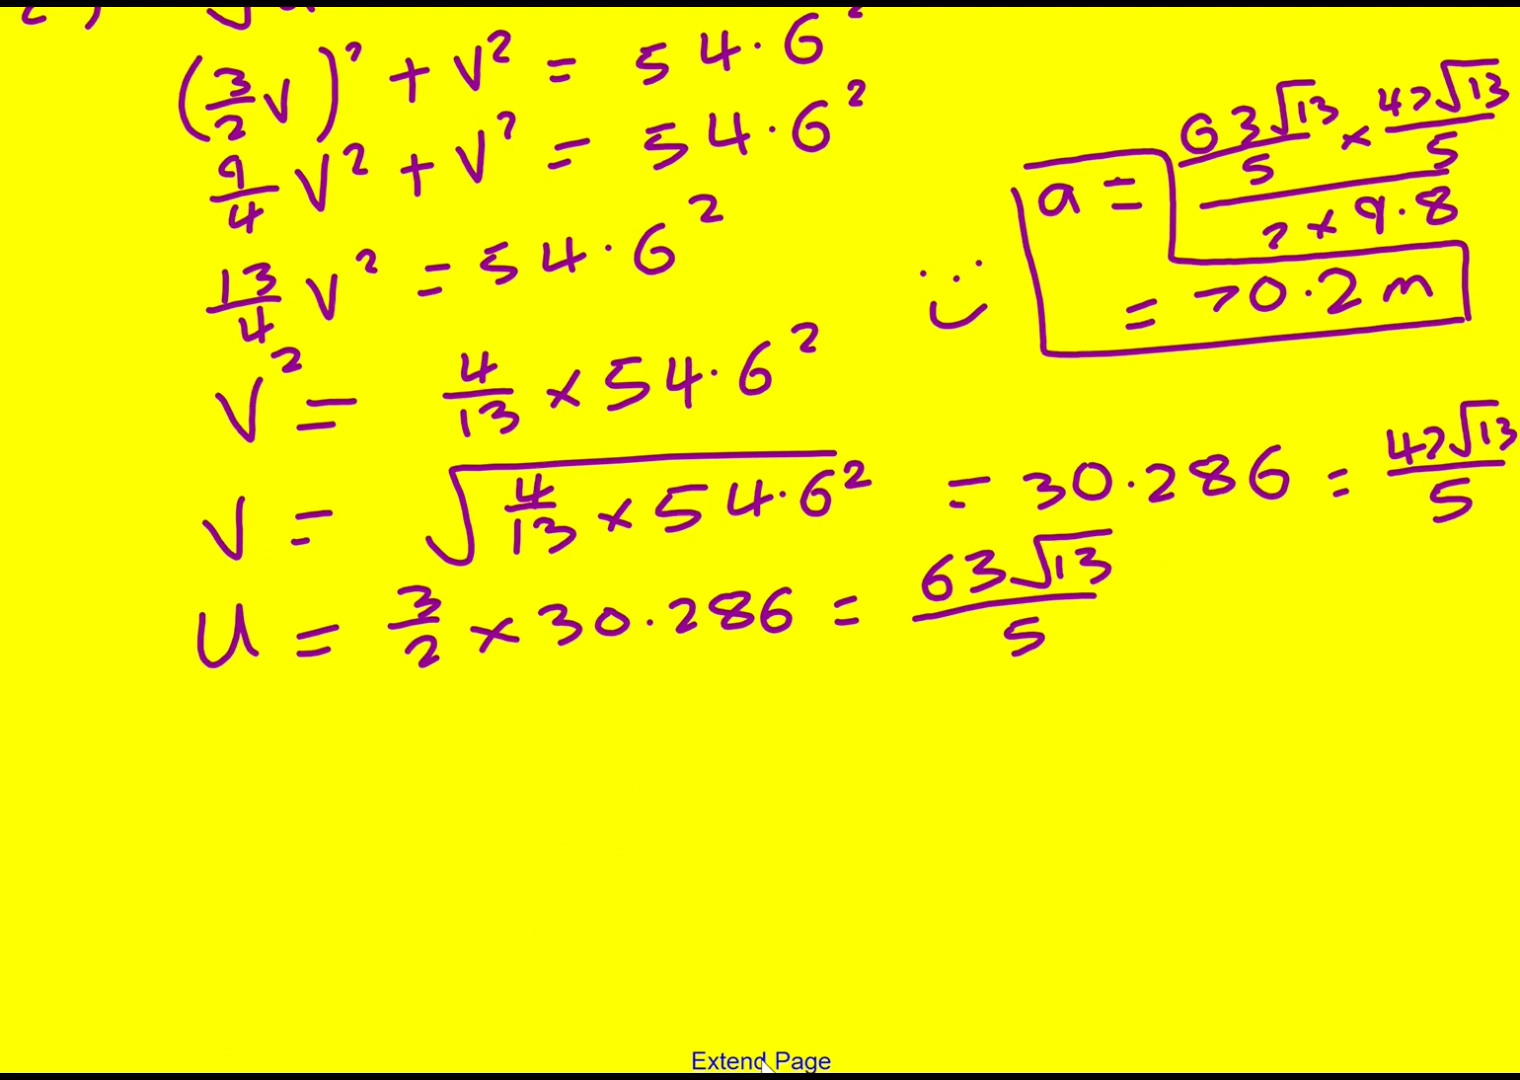 (3/2 v)² + v² = 54.6²
9/4 v² + v² = 54.6²
13/4 v² = 54.6²
v² = 4/13 × 54.6²
v = √(4/13 × 54.6²) = 30.286 = 42√13/5
u = 3/2 × 30.286 = 63√13/5
a = (63√13/5 × 42√13/5)/(2 × 9.8)
= 70.2 m
Extend Page